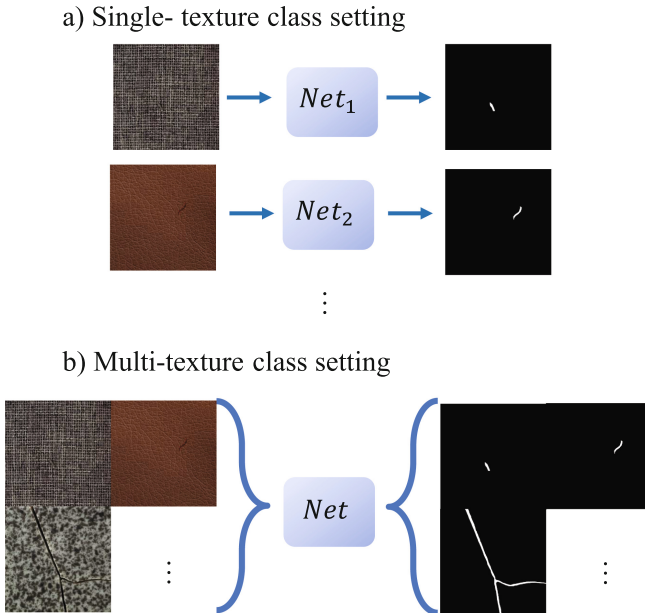 a) Single- texture class setting
Net₁
Net₂
⋮
b) Multi-texture class setting
Net
⋮ ⋮